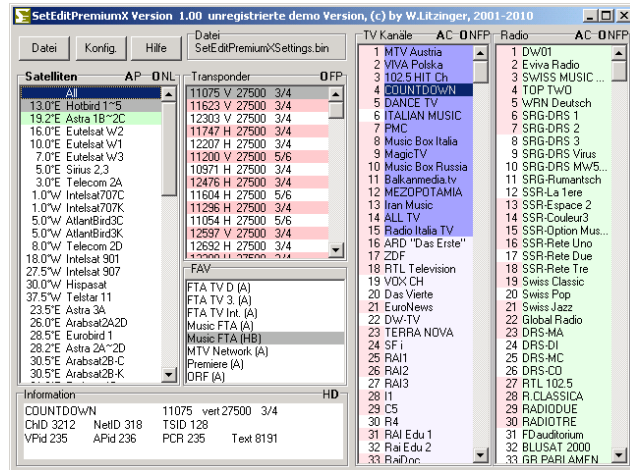 SetEditPremiumX Version 1.00 unregistrierte demo Version, (c) by W.Litzinger, 2001-2010
Datei
Konfig.
Hilfe
Datei
SetEditPremiumXSettings.bin
Satelliten AP ONL
All
13.0°E Hotbird 1~5
19.2°E Astra 1B~2C
16.0°E Eutelsat W2
10.0°E Eutelsat W1
7.0°E Eutelsat W3
5.0°E Sirius 2,3
3.0°E Telecom 2A
1.0°W Intelsat707C
1.0°W Intelsat707K
5.0°W AtlantBird3C
5.0°W AtlantBird3K
8.0°W Telecom 2D
18.0°W Intelsat 901
27.5°W Intelsat 907
30.0°W Hispasat
37.5°W Telstar 11
23.5°E Astra 3A
26.0°E Arabsat2A2D
28.5°E Eurobird 1
28.2°E Astra 2A~2D
30.5°E Arabsat2B-C
30.5°E Arabsat2B-K
Transponder OFP
11075 V 27500 3/4
11623 V 27500 3/4
12303 V 27500 3/4
11747 H 27500 3/4
12207 H 27500 3/4
11200 V 27500 5/6
10971 H 27500 3/4
12476 H 27500 3/4
11604 H 27500 5/6
11296 H 27500 3/4
11054 H 27500 5/6
12597 V 27500 3/4
12692 H 27500 3/4
FAV
FTA TV D (A)
FTA TV 3. (A)
FTA TV Int. (A)
Music FTA (A)
Music FTA (HB)
MTV Network (A)
Premiere (A)
ORF (A)
TV Kanäle AC ONFP
1 MTV Austria
2 VIVA Polska
3 102.5 HIT Ch
4 COUNTDOWN
5 DANCE TV
6 ITALIAN MUSIC
7 PMC
8 Music Box Italia
9 MagicTV
10 Music Box Russia
11 Balkanmedia.tv
12 MEZOPOTAMIA
13 Iran Music
14 ALL TV
15 Radio Italia TV
16 ARD "Das Erste"
17 ZDF
18 RTL Television
19 VOX CH
20 Das Vierte
21 EuroNews
22 DW-TV
23 TERRA NOVA
24 SF i
25 RAI1
26 RAI2
27 RAI3
28 I1
29 C5
30 R4
31 RAI Edu 1
32 Rai Edu 2
33 RaiDoc
Radio AC ONFP
1 DW01
2 Eviva Radio
3 SWISS MUSIC ...
4 TOP TWO
5 WRN Deutsch
6 SRG-DRS 1
7 SRG-DRS 2
8 SRG-DRS 3
9 SRG-DRS Virus
10 SRG-DRS MW5...
11 SRG-Rumantsch
12 SSR-La 1ere
13 SSR-Espace 2
14 SSR-Couleur3
15 SSR-Option Mus...
16 SSR-Rete Uno
17 SSR-Rete Due
18 SSR-Rete Tre
19 Swiss Classic
20 Swiss Pop
21 Swiss Jazz
22 Global Radio
23 DRS-MA
24 DRS-DI
25 DRS-MC
26 DRS-CO
27 RTL 102.5
28 R.CLASSICA
29 RADIODUE
30 RADIOTRE
31 FDauditorium
32 BLUSAT 2000
33 GR PARLAMEN
Information HD
COUNTDOWN 11075 vert 27500 3/4
ChID 3212 NetID 318 TSID 128
VPid 235 APid 236 PCR 235 Text 8191